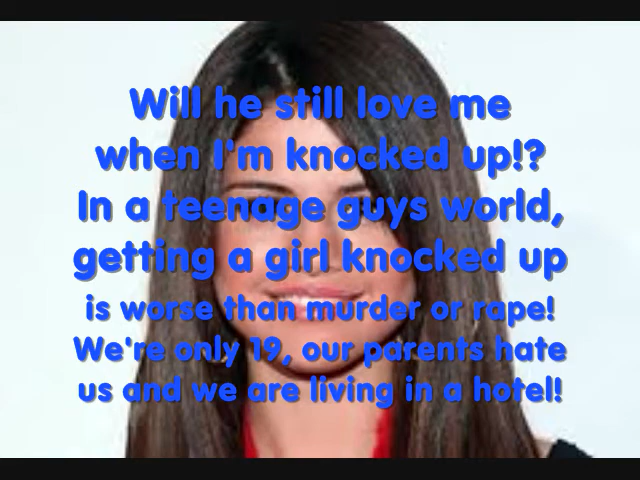 Will he still love me
when I'm knocked up!?
In a teenage guys world,
getting a girl knocked up
is worse than murder or rape!
We're only 19, our parents hate
us and we are living in a hotel!